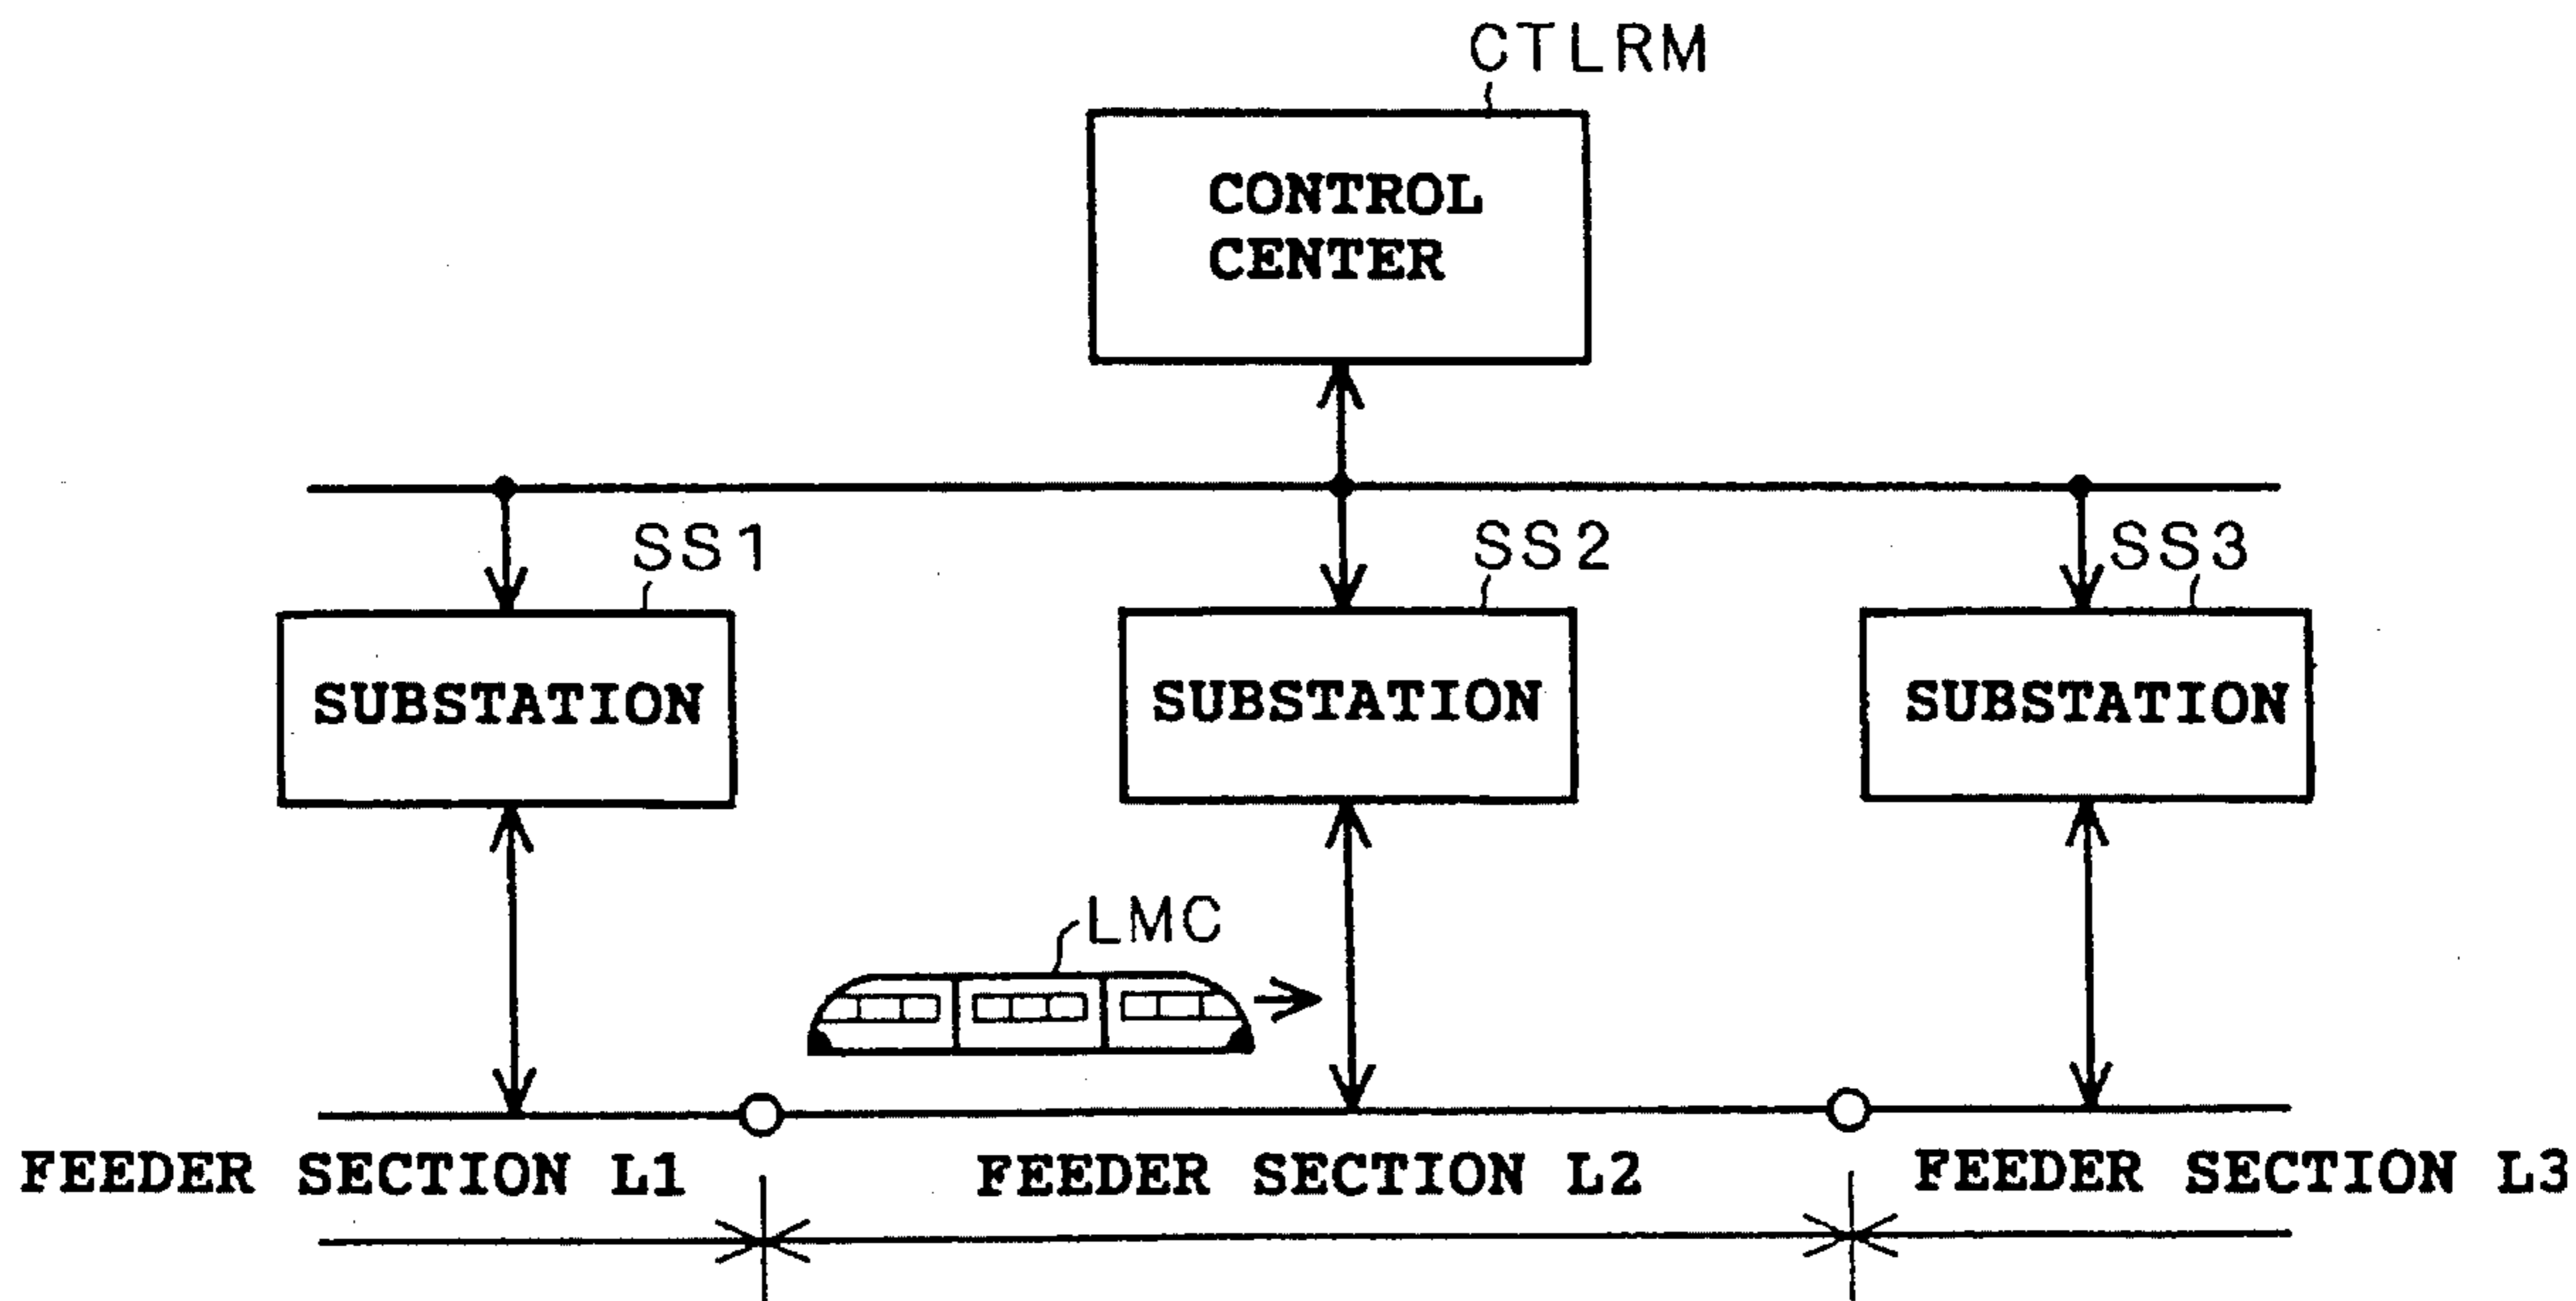 CTLRM
CONTROL
CENTER
SS1
SS2
SS3
SUBSTATION
SUBSTATION
SUBSTATION
LMC
FEEDER SECTION L1
FEEDER SECTION L2
FEEDER SECTION L3